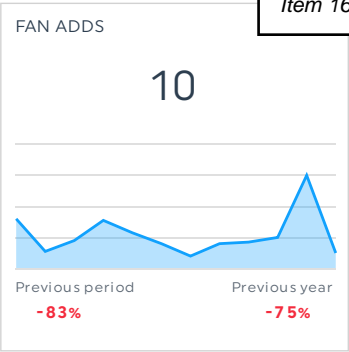 Item 16
FAN ADDS
10
Previous period
Previous year
-83%
-75%